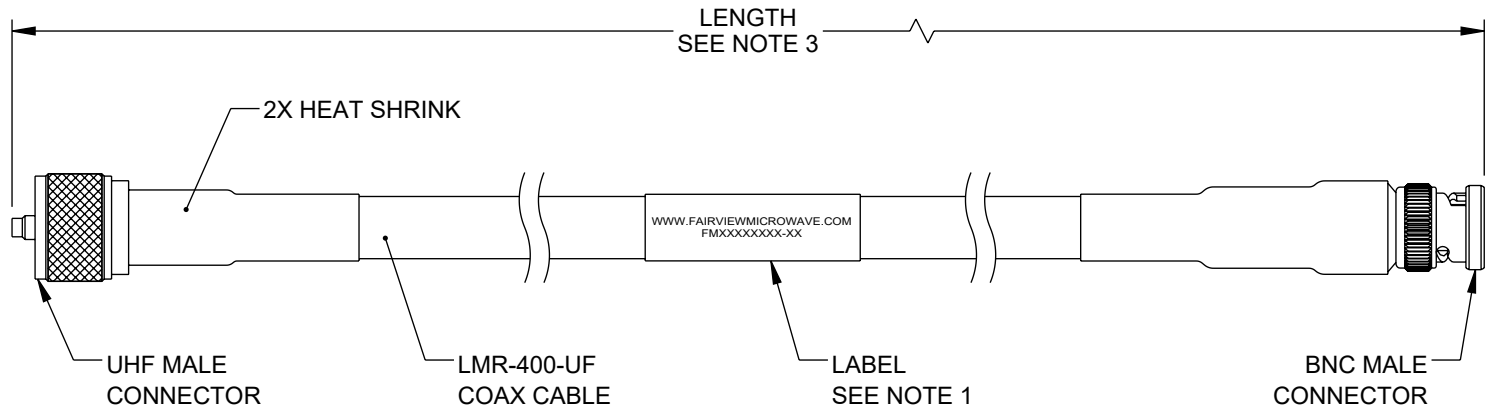 LENGTH
SEE NOTE 3
2X HEAT SHRINK
WWW.FAIRVIEWMICROWAVE.COM
FMXXXXXXXX-XX
UHF MALE
CONNECTOR
LMR-400-UF
COAX CABLE
LABEL
SEE NOTE 1
BNC MALE
CONNECTOR